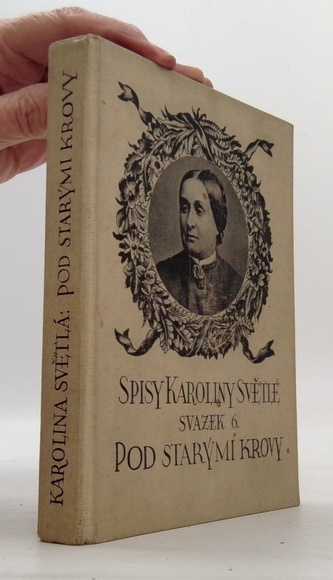 KAROLINA SVĚTLÁ: POD STARÝMI KROVY
SPISY KAROLINY SVĚTLÉ
SVAZEK 6.
POD STARÝMI KROVY.